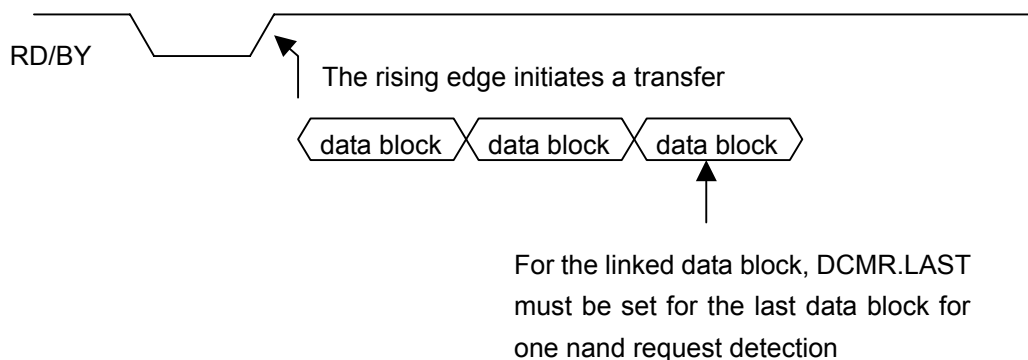 RD/BY
The rising edge initiates a transfer
data block data block data block
For the linked data block, DCMR.LAST
must be set for the last data block for
one nand request detection